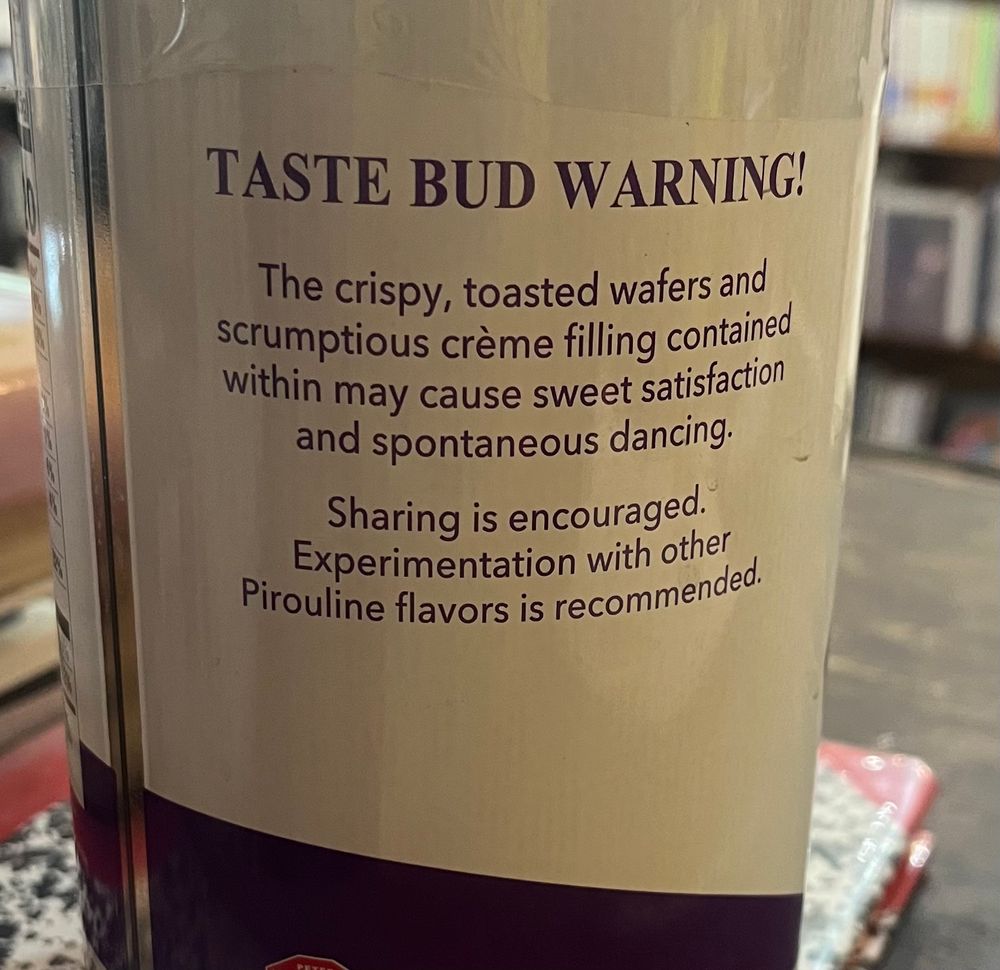 TASTE BUD WARNING!
The crispy, toasted wafers and
scrumptious crème filling contained
within may cause sweet satisfaction
and spontaneous dancing.
Sharing is encouraged.
Experimentation with other
Pirouline flavors is recommended.